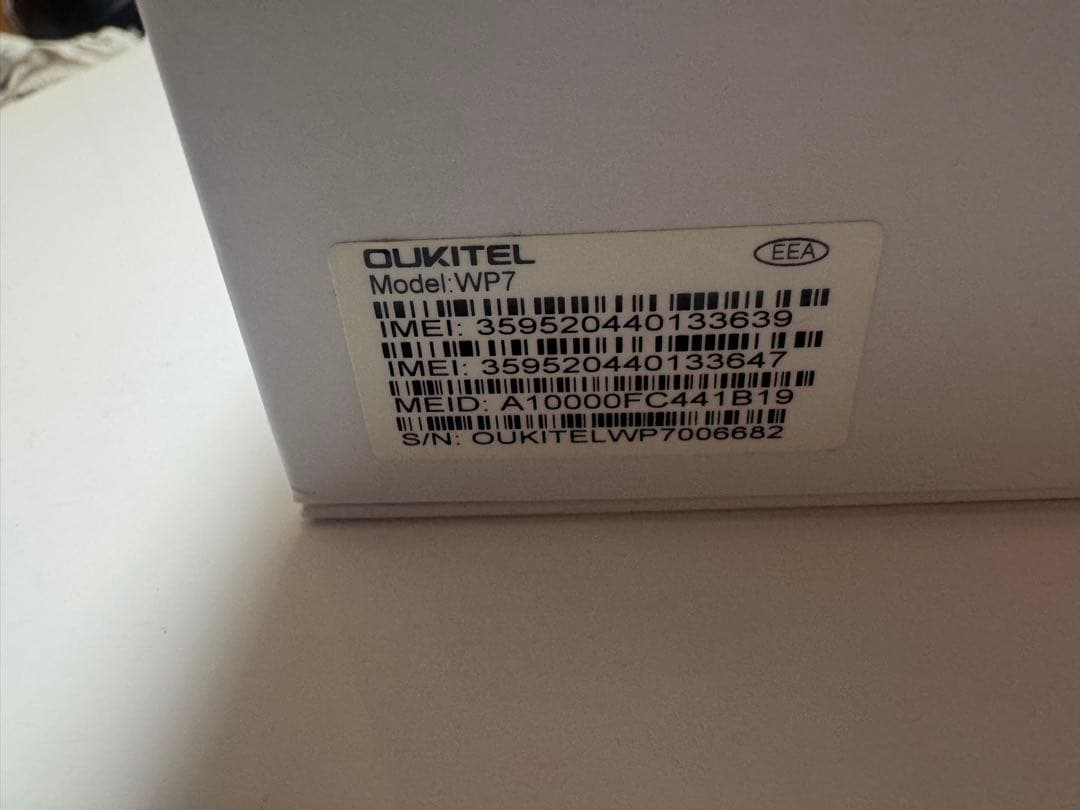 OUKITEL EEA
Model:WP7
IMEI: 359520440133639
IMEI: 359520440133647
MEID: A10000FC441B19
S/N: OUKITELWP7006682